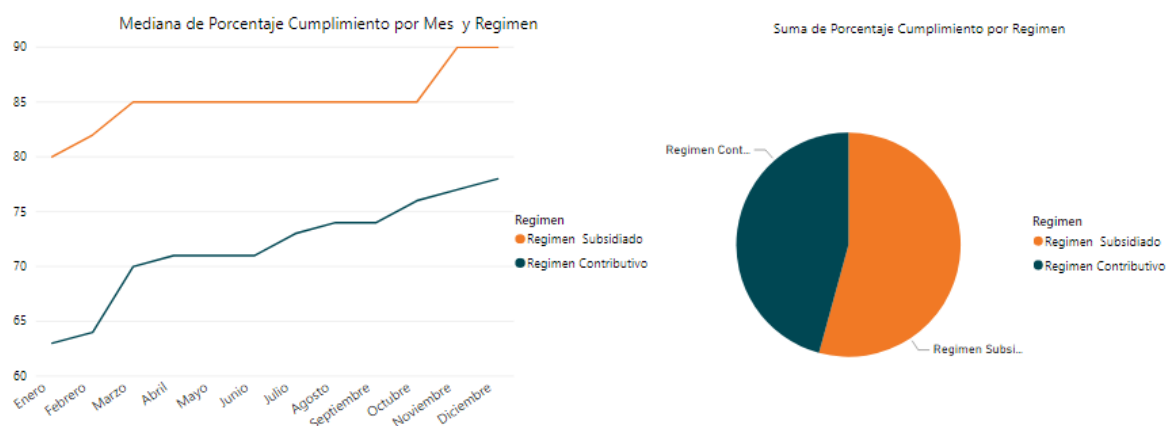 Mediana de Porcentaje Cumplimiento por Mes y Regimen
90
85
80
75
70
65
60
Enero
Febrero
Marzo
Abril
Mayo
Junio
Julio
Agosto
Septiembre
Octubre
Noviembre
Diciembre
Regimen
Regimen Subsidiado
Regimen Contributivo
Suma de Porcentaje Cumplimiento por Regimen
Regimen Cont...
Regimen Subsi...
Regimen
Regimen Subsidiado
Regimen Contributivo